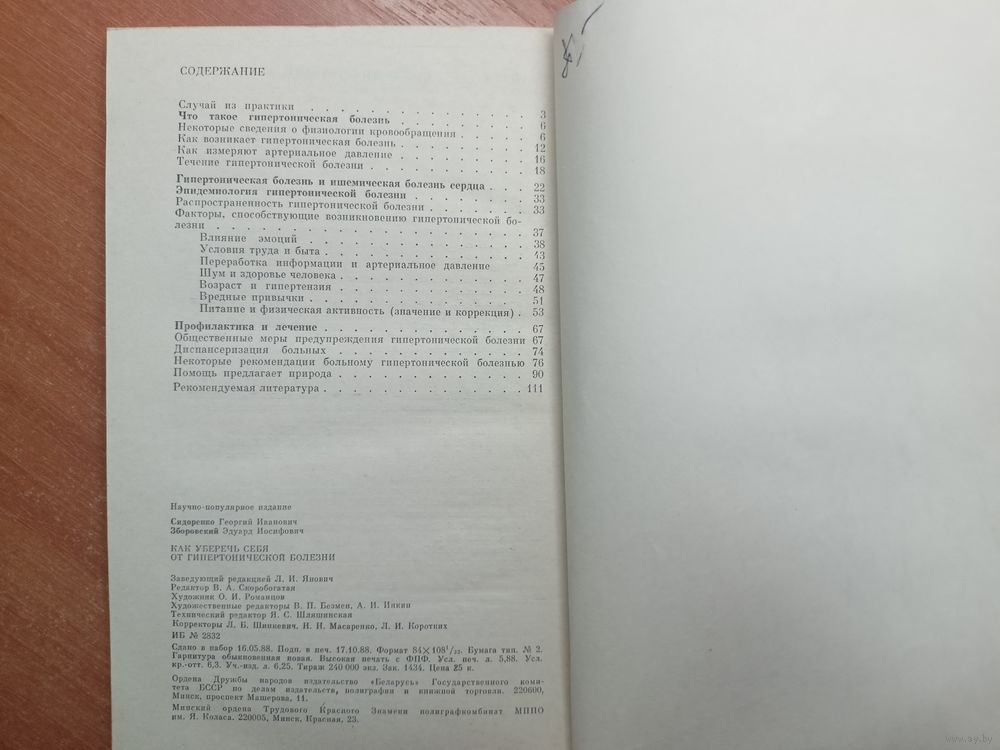 СОДЕРЖАНИЕ
Случай из практики . . . . . . . . . . . . . 3
Что такое гипертоническая болезнь . . . . . . . . 6
Некоторые сведения о физиологии кровообращения . . . . . 6
Как возникает гипертоническая болезнь . . . . . . . . 12
Как измеряют артериальное давление . . . . . . . . 16
Течение гипертонической болезни . . . . . . . . . . 18
Гипертоническая болезнь и ишемическая болезнь сердца . . . 22
Эпидемиология гипертонической болезни . . . . . . . 33
Распространенность гипертонической болезни . . . . . . 33
Факторы, способствующие возникновению гипертонической бо-
лезни . . . . . . . . . . . . . . . . . 37
Влияние эмоций . . . . . . . . . . . . 38
Условия труда и быта . . . . . . . . . . . 43
Переработка информации и артериальное давление 45
Шум и здоровье человека . . . . . . . . . . 47
Возраст и гипертензия . . . . . . . . . . . 48
Вредные привычки . . . . . . . . . . . . 51
Питание и физическая активность (значение и коррекция) . 53
Профилактика и лечение . . . . . . . . . . . . 67
Общественные меры предупреждения гипертонической болезни 67
Диспансеризация больных . . . . . . . . . . . 74
Некоторые рекомендации больному гипертонической болезнью 76
Помощь предлагает природа . . . . . . . . . . . 90
Рекомендуемая литература . . . . . . . . . . . . 111
Научно-популярное издание
Сидоренко Георгий Иванович
Зборовский Эдуард Иосифович
КАК УБЕРЕЧЬ СЕБЯ
ОТ ГИПЕРТОНИЧЕСКОЙ БОЛЕЗНИ
Заведующий редакцией Л. И. Янович
Редактор В. А. Скоробогатая
Художник О. И. Романцов
Художественные редакторы В. П. Безмен, А. И. Инкин
Технический редактор Я. С. Шляшинская
Корректоры Л. Б. Шинкевич, Н. Н. Масаренко, Л. И. Коротких
ИБ № 2832
Сдано в набор 16.05.88. Подп. в печ. 17.10.88. Формат 84×108¹/₃₂. Бумага тип. № 2.
Гарнитура обыкновенная новая. Высокая печать с ФПФ. Усл. печ. л. 5,88. Усл.
кр.-отт. 6,3. Уч.-изд. л. 6,25. Тираж 240 000 экз. Зак. 1434. Цена 25 к.
Ордена Дружбы народов издательство «Беларусь» Государственного коми-
тета БССР по делам издательств, полиграфии и книжной торговли. 220600,
Минск, проспект Машерова, 11.
Минский ордена Трудового Красного Знамени полиграфкомбинат МППО
им. Я. Коласа. 220005, Минск, Красная, 23.
www.ay.by